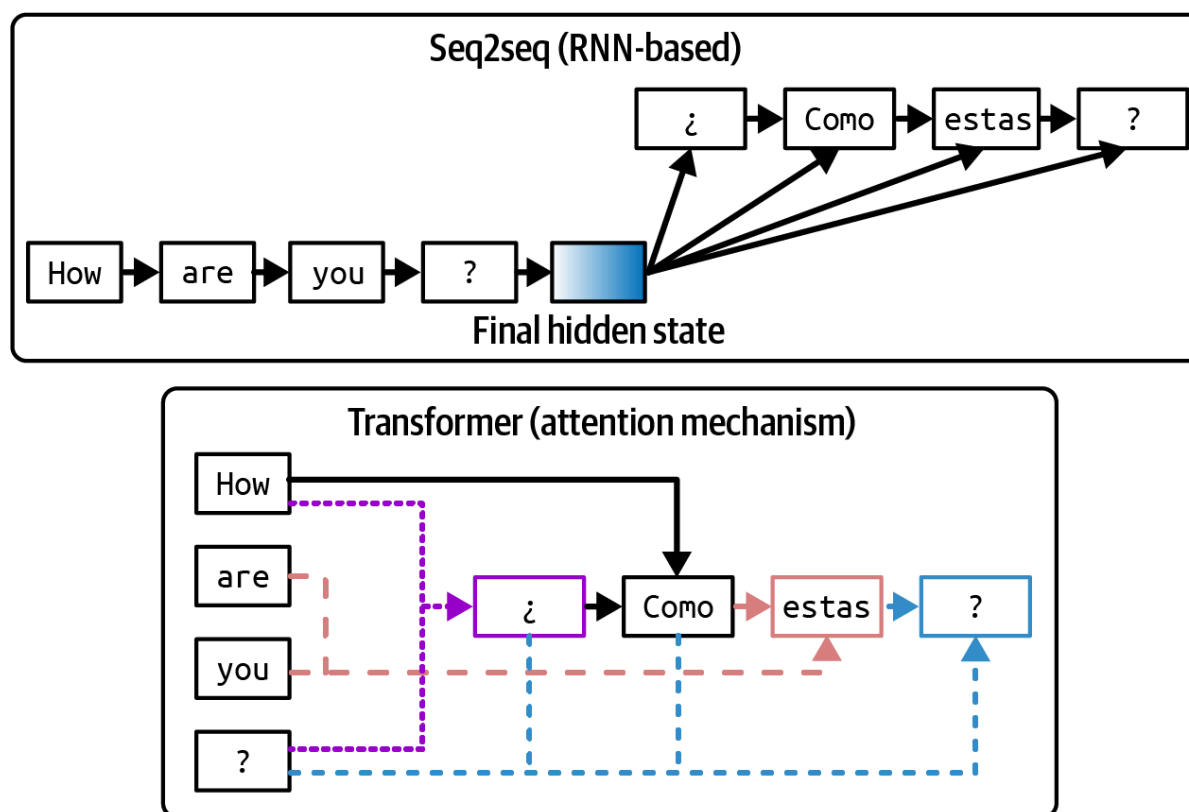 Seq2seq (RNN-based)
¿ Como estas ?
How are you ?
Final hidden state
Transformer (attention mechanism)
How
are
¿ Como estas ?
you
?